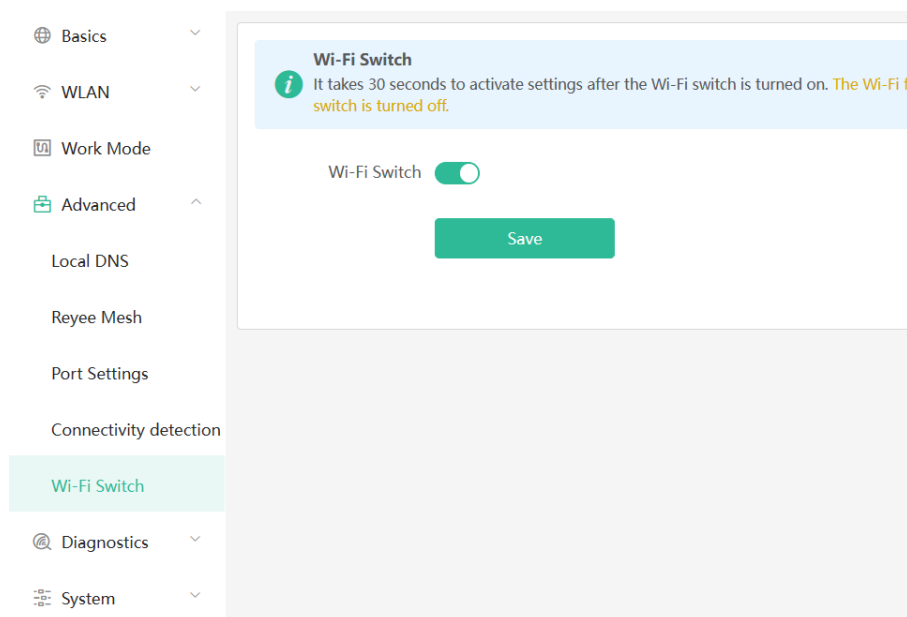 Basics
WLAN
Work Mode
Advanced
Local DNS
Reyee Mesh
Port Settings
Connectivity detection
Wi-Fi Switch
Diagnostics
System
Wi-Fi Switch
It takes 30 seconds to activate settings after the Wi-Fi switch is turned on. The Wi-Fi
switch is turned off.
Wi-Fi Switch
Save